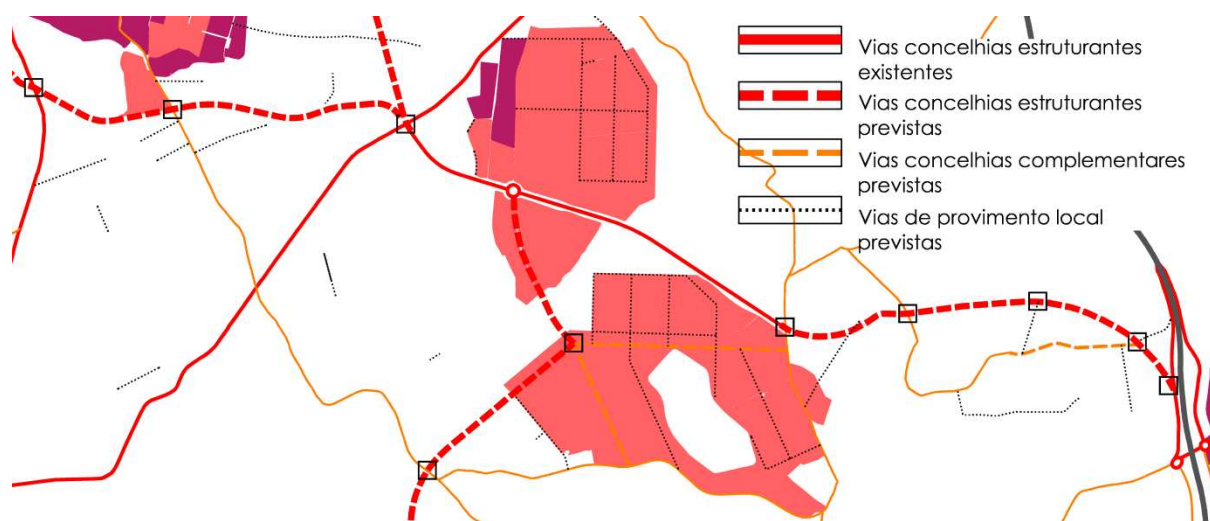 Vias concelhias estruturantes
existentes
Vias concelhias estruturantes
previstas
Vias concelhias complementares
previstas
Vias de provimento local
previstas